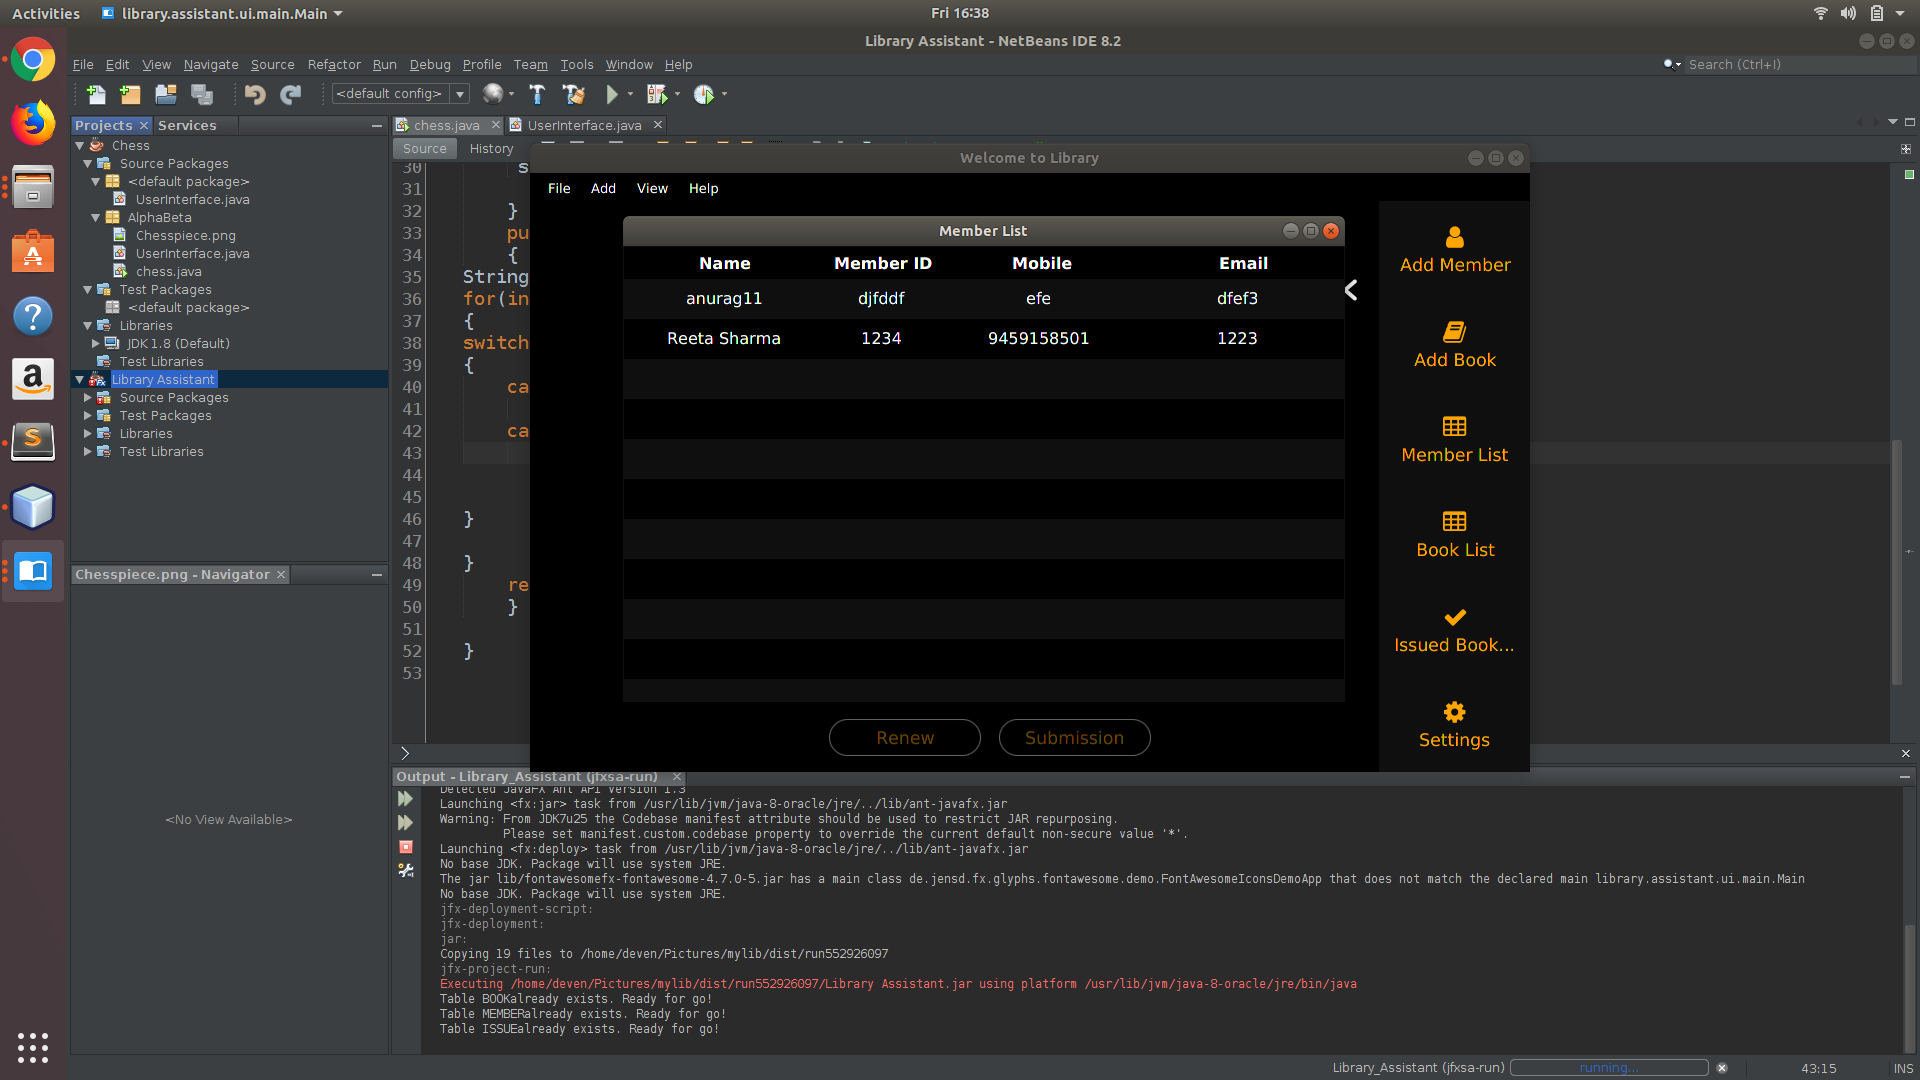 Activities
library.assistant.ui.main.Main
Fri 16:38
Library Assistant - NetBeans IDE 8.2
File Edit View Navigate Source Refactor Run Debug Profile Team Tools Window Help
Search (Ctrl+I)
<default config>
Projects
Services
Chess
Source Packages
<default package>
UserInterface.java
AlphaBeta
Chesspiece.png
UserInterface.java
chess.java
Test Packages
<default package>
Libraries
JDK 1.8 (Default)
Test Libraries
Library Assistant
Source Packages
Test Packages
Libraries
Test Libraries
Chesspiece.png - Navigator
<No View Available>
chess.java
UserInterface.java
Source
History
30 s
31
32 }
33 pu
34 {
35 String
36 for(in
37 {
38 switch
39 {
40 ca
41
42 ca
43
44
45
46 }
47
48 }
49 re
50 }
51
52 }
53
Welcome to Library
File Add View Help
Member List
Name Member ID Mobile Email
anurag11 djfddf efe dfef3
Reeta Sharma 1234 9459158501 1223
Renew
Submission
Add Member
Add Book
Member List
Book List
Issued Book...
Settings
Output - Library_Assistant (jfxsa-run)
Detected JavaFX Ant API version 1.3
Launching <fx:jar> task from /usr/lib/jvm/java-8-oracle/jre/../lib/ant-javafx.jar
Warning: From JDK7u25 the Codebase manifest attribute should be used to restrict JAR repurposing.
Please set manifest.custom.codebase property to override the current default non-secure value '*'.
Launching <fx:deploy> task from /usr/lib/jvm/java-8-oracle/jre/../lib/ant-javafx.jar
No base JDK. Package will use system JRE.
The jar lib/fontawesomefx-fontawesome-4.7.0-5.jar has a main class de.jensd.fx.glyphs.fontawesome.demo.FontAwesomeIconsDemoApp that does not match the declared main library.assistant.ui.main.Main
No base JDK. Package will use system JRE.
jfx-deployment-script:
jfx-deployment:
jar:
Copying 19 files to /home/deven/Pictures/mylib/dist/run552926097
jfx-project-run:
Executing /home/deven/Pictures/mylib/dist/run552926097/Library Assistant.jar using platform /usr/lib/jvm/java-8-oracle/jre/bin/java
Table BOOKalready exists. Ready for go!
Table MEMBERalready exists. Ready for go!
Table ISSUEalready exists. Ready for go!
Library_Assistant (jfxsa-run)
running...
43:15
INS